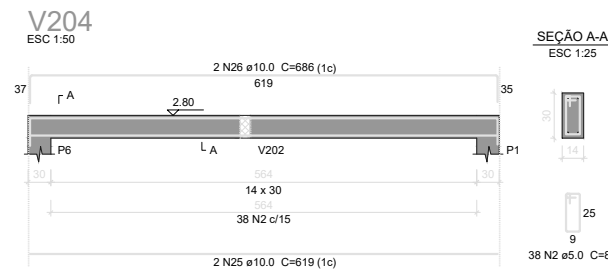 V204
ESC 1:50
2 N26 ø10.0 C=686 (1c)
619
37
35
A
2.80
P6
A
V202
P1
30
564
30
14 x 30
564
38 N2 c/15
2 N25 ø10.0 C=619 (1c)
SEÇÃO A-A
ESC 1:25
30
14
25
9
38 N2 ø5.0 C=8